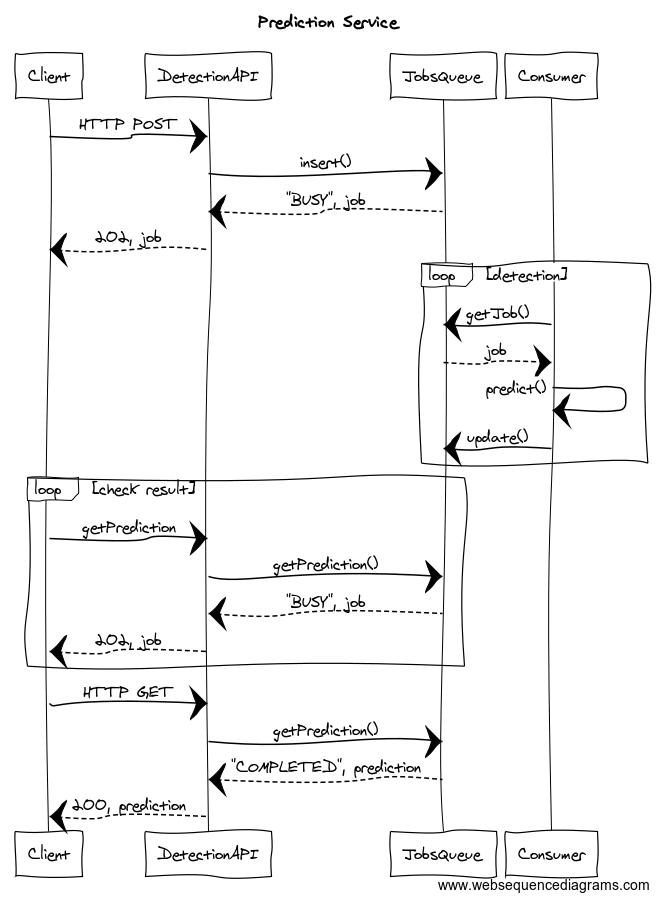 Prediction Service
Client DetectionAPI JobsQueue Consumer
HTTP POST
insert()
"BUSY", job
202, job
loop [detection]
getJob()
job
predict()
update()
loop [check result]
getPrediction
getPrediction()
"BUSY", job
202, job
HTTP GET
getPrediction()
"COMPLETED", prediction
200, prediction
Client DetectionAPI JobsQueue Consumer
www.websequencediagrams.com